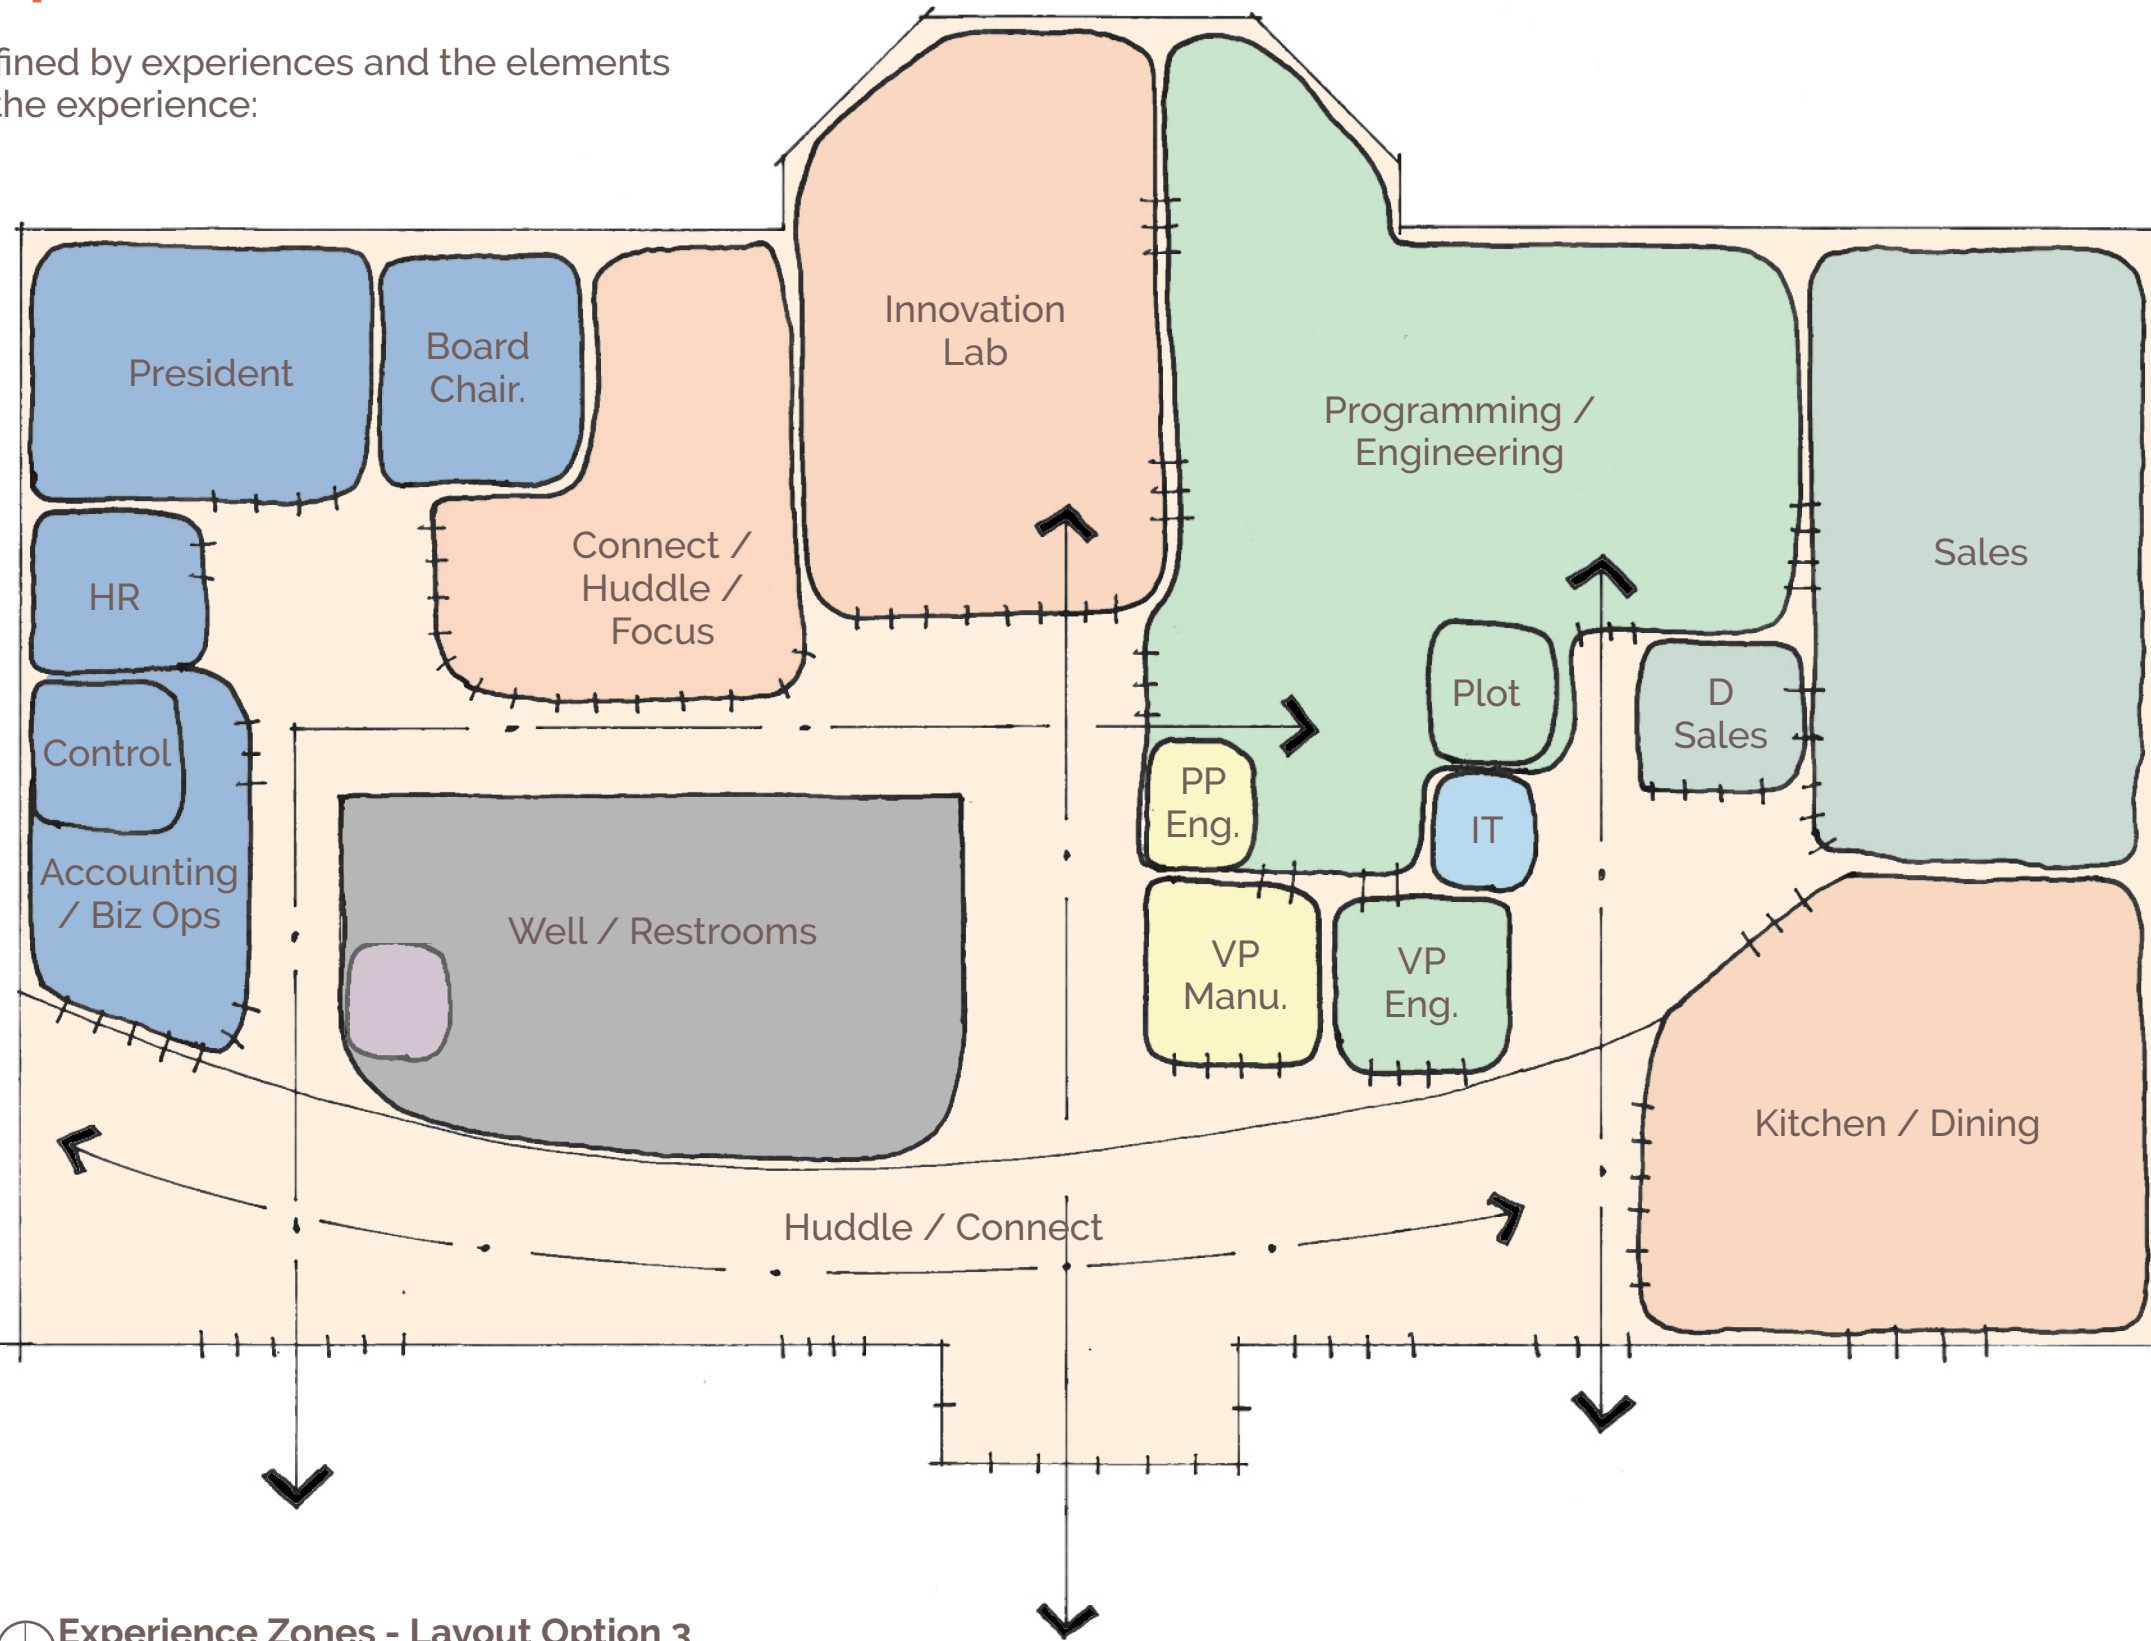 fined by experiences and the elements
the experience:
Innovation
Lab
Board
Chair.
President
Programming /
Engineering
Connect /
Huddle /
Focus
Sales
HR
Plot
D
Sales
Control
PP
Eng.
IT
Accounting
/ Biz Ops
Well / Restrooms
VP
Manu.
VP
Eng.
Kitchen / Dining
Huddle / Connect
Experience Zones - Layout Option 3